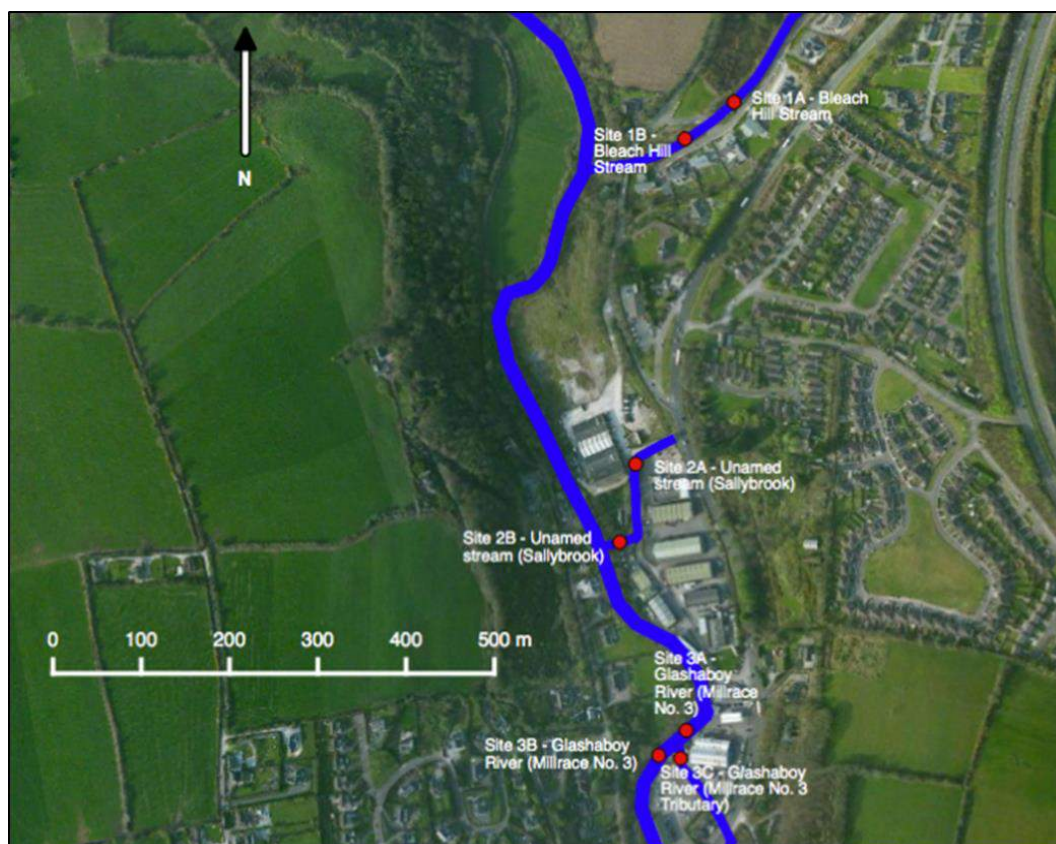 Site 1A - Bleach
Hill Stream
Site 1B -
Bleach Hill
Stream
N
Site 2A - Unamed
stream (Sallybrook)
Site 2B - Unamed
stream (Sallybrook)
0 100 200 300 400 500 m
Site 3A -
Glashaboy
River (Millrace
No. 3)
Site 3B - Glashaboy
River (Millrace No. 3)
Site 3C - Glashaboy
River (Millrace No. 3
Tributary)